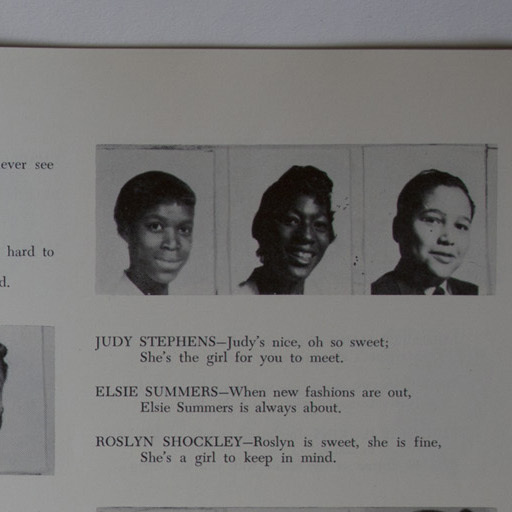 ever see
hard to
d.
JUDY STEPHENS—Judy's nice, oh so sweet;
She's the girl for you to meet.
ELSIE SUMMERS—When new fashions are out,
Elsie Summers is always about.
ROSLYN SHOCKLEY—Roslyn is sweet, she is fine,
She's a girl to keep in mind.